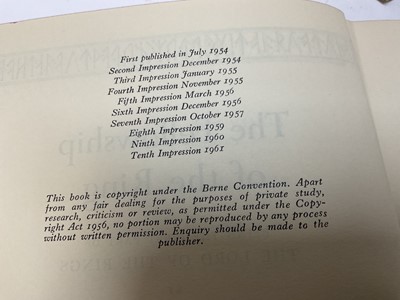 First published in July 1954
Second Impression December 1954
Third Impression January 1955
Fourth Impression November 1955
Fifth Impression March 1956
Sixth Impression December 1956
Seventh Impression October 1957
Eighth Impression 1959
Ninth Impression 1960
Tenth Impression 1961
This book is copyright under the Berne Convention. Apart
from any fair dealing for the purposes of private study,
research, criticism or review, as permitted under the Copy-
right Act 1956, no portion may be reproduced by any process
without written permission. Enquiry should be made to the
publisher.